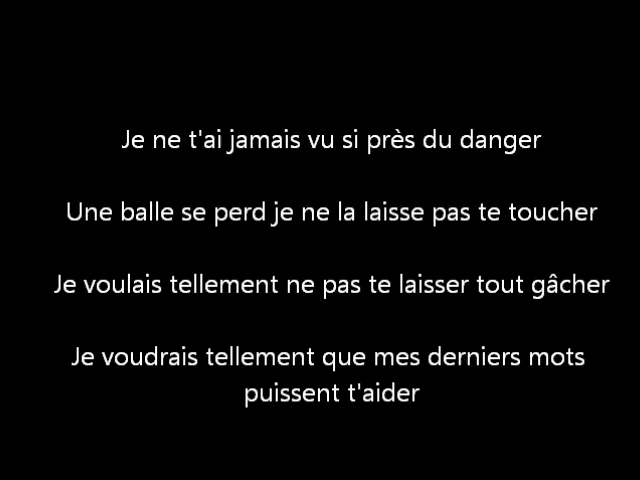 Je ne t'ai jamais vu si près du danger
Une balle se perd je ne la laisse pas te toucher
Je voulais tellement ne pas te laisser tout gâcher
Je voudrais tellement que mes derniers mots
puissent t'aider